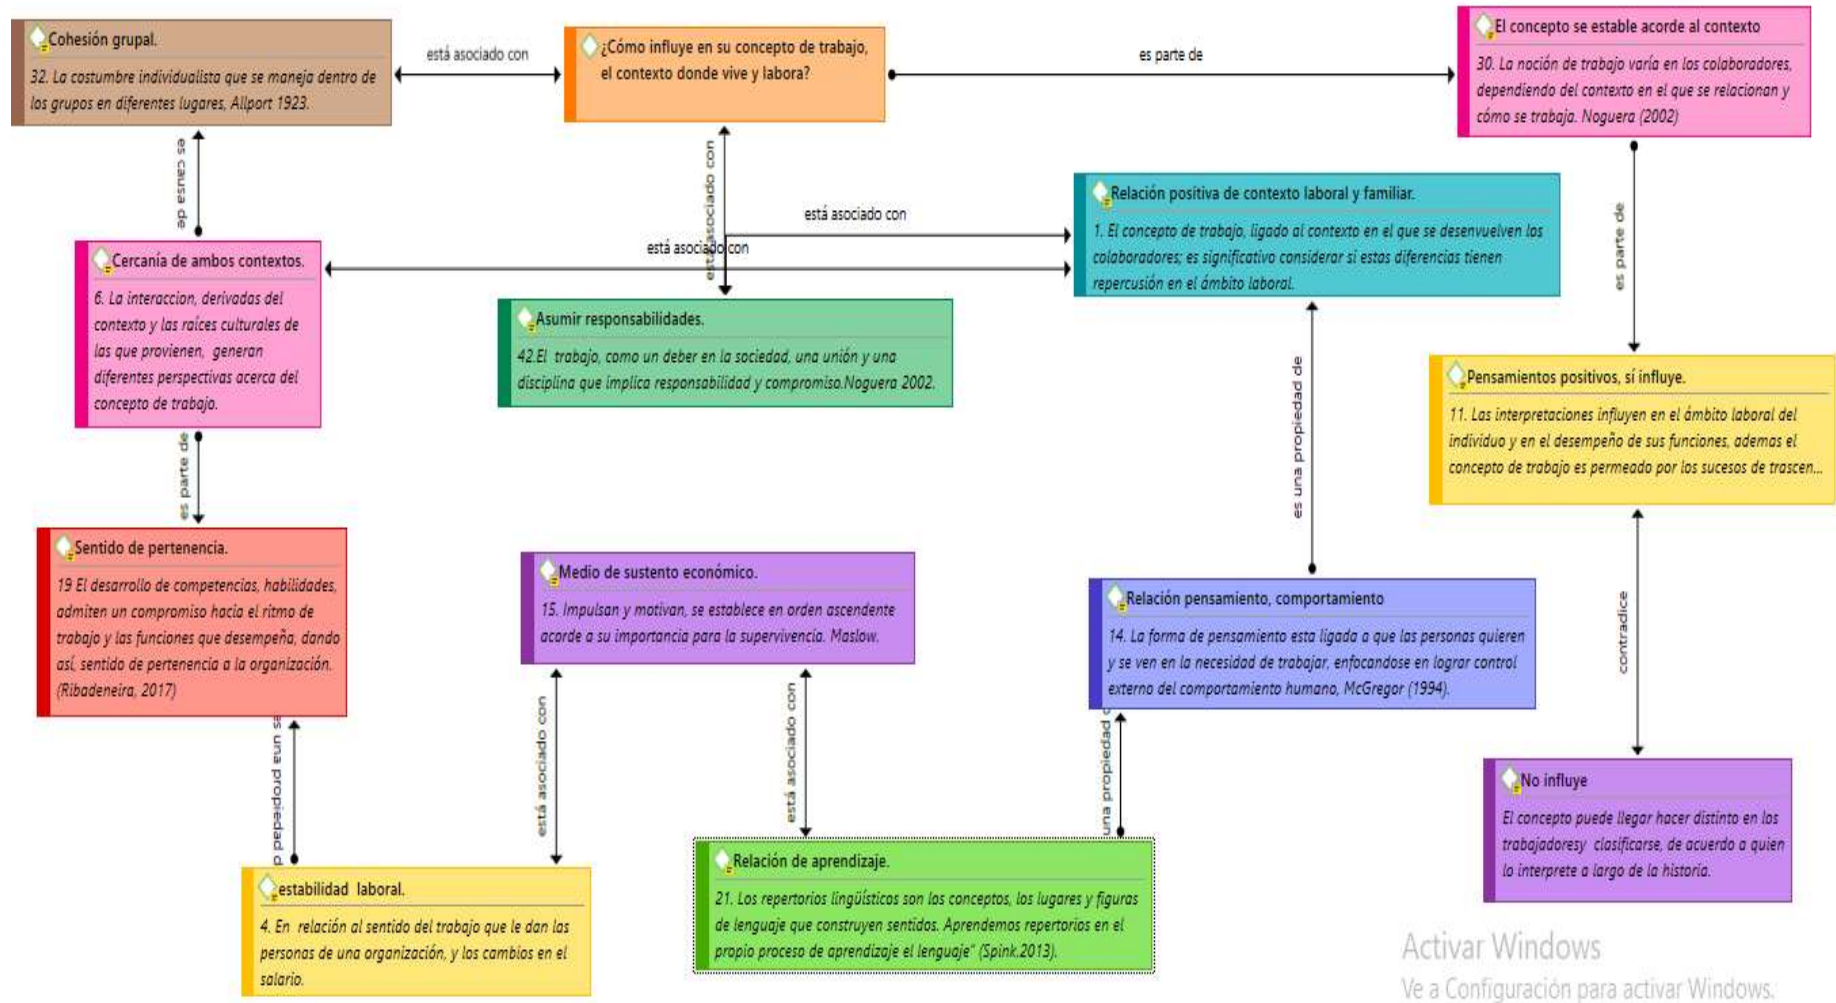 Cohesión grupal.
32. La costumbre individualista que se maneja dentro de
los grupos en diferentes lugares, Allport 1923.
está asociado con
¿Cómo influye en su concepto de trabajo,
el contexto donde vive y labora?
es parte de
El concepto se estable acorde al contexto
30. La noción de trabajo varía en los colaboradores,
dependiendo del contexto en el que se relacionan y
cómo se trabaja. Noguera (2002)
es causa de
está asociado con
está asociado con
está asociado con
Relación positiva de contexto laboral y familiar.
1. El concepto de trabajo, ligado al contexto en el que se desenvuelven los
colaboradores; es significativo considerar si estas diferencias tienen
repercusión en el ámbito laboral.
es parte de
Cercanía de ambos contextos.
6. La interaccion, derivadas del
contexto y las raíces culturales de
las que provienen, generan
diferentes perspectivas acerca del
concepto de trabajo.
Asumir responsabilidades.
42.El trabajo, como un deber en la sociedad, una unión y una
disciplina que implica responsabilidad y compromiso.Noguera 2002.
es una propiedad de
Pensamientos positivos, sí influye.
11. Las interpretaciones influyen en el ámbito laboral del
individuo y en el desempeño de sus funciones, ademas el
concepto de trabajo es permeado por los sucesos de trascen...
es parte de
Sentido de pertenencia.
19 El desarrollo de competencias, habilidades,
admiten un compromiso hacia el ritmo de
trabajo y las funciones que desempeña, dando
así, sentido de pertenencia a la organización.
(Ribadeneira, 2017)
Medio de sustento económico.
15. Impulsan y motivan, se establece en orden ascendente
acorde a su importancia para la supervivencia. Maslow.
Relación pensamiento, comportamiento
14. La forma de pensamiento esta ligada a que las personas quieren
y se ven en la necesidad de trabajar, enfocandose en lograr control
externo del comportamiento humano, McGregor (1994).
contradice
es una propiedad d
está asociado con
está asociado con
una propiedad
No influye
El concepto puede llegar hacer distinto en los
trabajadoresy clasificarse, de acuerdo a quien
lo interprete a largo de la historia.
estabilidad laboral.
4. En relación al sentido del trabajo que le dan las
personas de una organización, y los cambios en el
salario.
Relación de aprendizaje.
21. Los repertorios lingüísticos son los conceptos, los lugares y figuras
de lenguaje que construyen sentidos. Aprendemos repertorios en el
propio proceso de aprendizaje el lenguaje" (Spink.2013).
Activar Windows
Ve a Configuración para activar Windows.